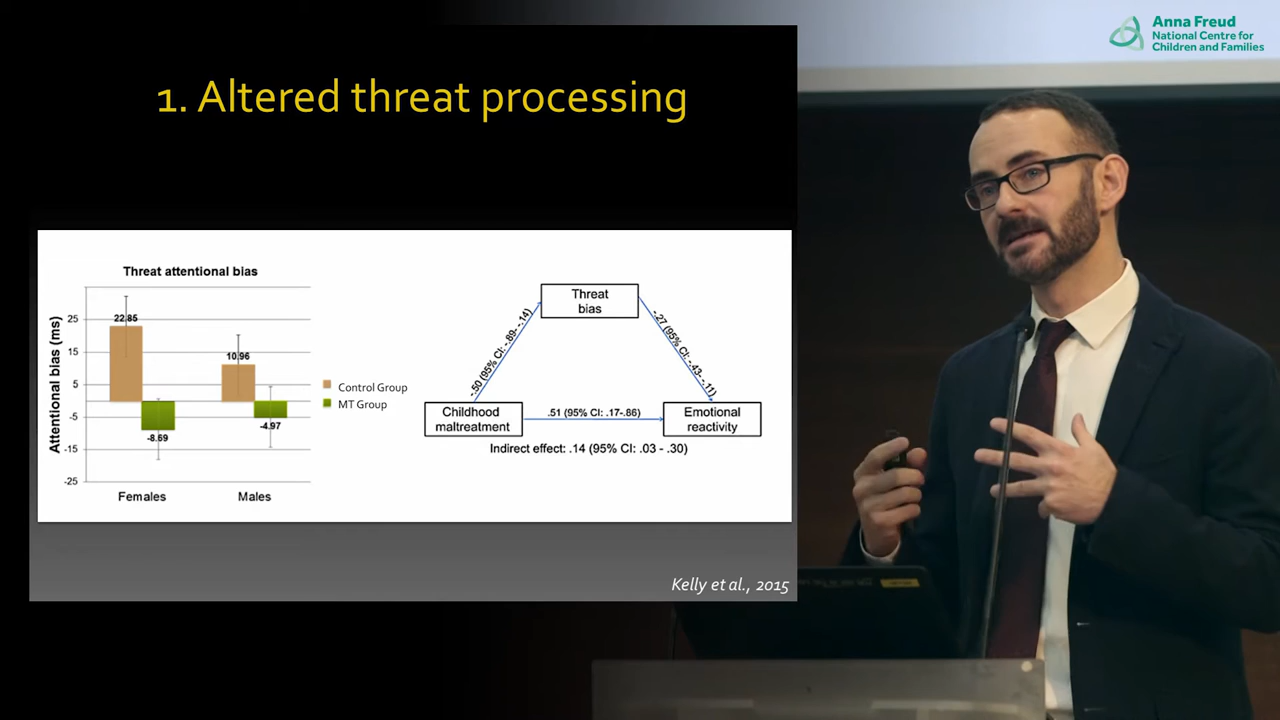 Anna Freud
National Centre for
Children and Families
1. Altered threat processing
Threat attentional bias
Attentional bias (ms)
25
15
5
-5
-15
-25
22.85
-8.69
10.96
-4.97
Females
Males
Control Group
MT Group
Threat
bias
-.50 (95% CI: -.89- -.14)
-.27 (95% CI: -.43- -.11)
Childhood
maltreatment
.51 (95% CI: .17-.86)
Emotional
reactivity
Indirect effect: .14 (95% CI: .03 - .30)
Kelly et al., 2015